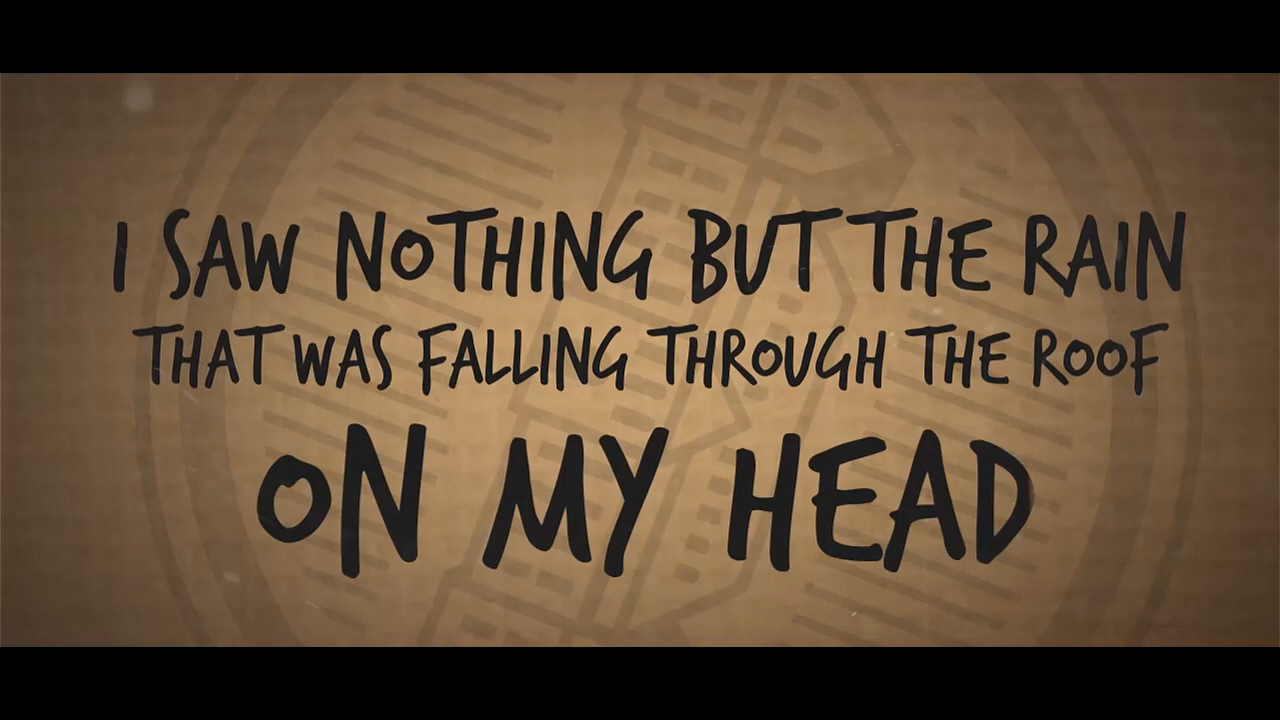 I SAW NOTHING BUT THE RAIN
THAT WAS FALLING THROUGH THE ROOF
ON MY HEAD